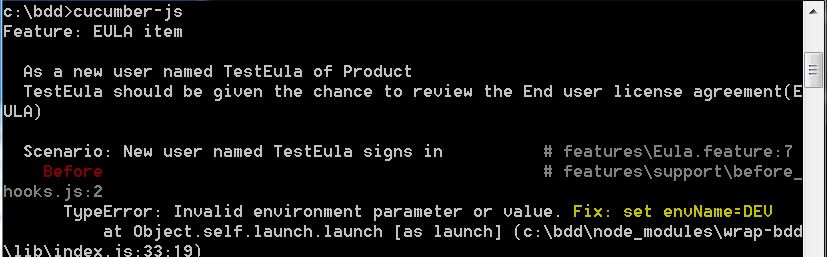 c:\bdd>cucumber-js
Feature: EULA item
As a new user named TestEula of Product
TestEula should be given the chance to review the End user license agreement(E
ULA)
Scenario: New user named TestEula signs in # features\Eula.feature:7
Before # features\support\before_
hooks.js:2
TypeError: Invalid environment parameter or value. Fix: set envName=DEV
at Object.self.launch.launch [as launch] (c:\bdd\node_modules\wrap-bdd
\lib\index.js:33:19)